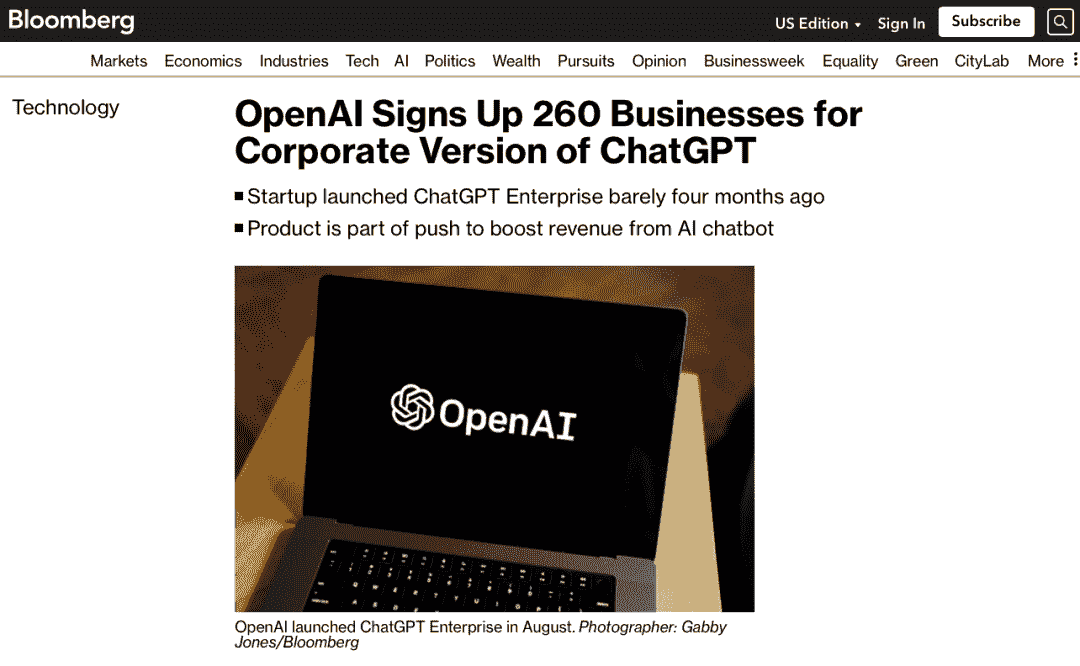 Bloomberg
US Edition Sign In Subscribe
Markets Economics Industries Tech AI Politics Wealth Pursuits Opinion Businessweek Equality Green CityLab More
Technology
OpenAI Signs Up 260 Businesses for
Corporate Version of ChatGPT
Startup launched ChatGPT Enterprise barely four months ago
Product is part of push to boost revenue from AI chatbot
OpenAI
OpenAI launched ChatGPT Enterprise in August. Photographer: Gabby
Jones/Bloomberg